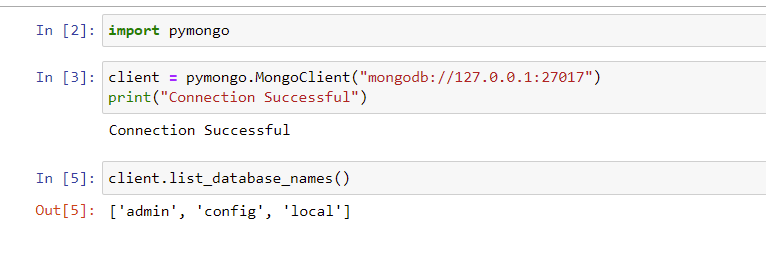 In [2]: import pymongo
In [3]: client = pymongo.MongoClient("mongodb://127.0.0.1:27017")
print("Connection Successful")
Connection Successful
In [5]: client.list_database_names()
Out[5]: ['admin', 'config', 'local']